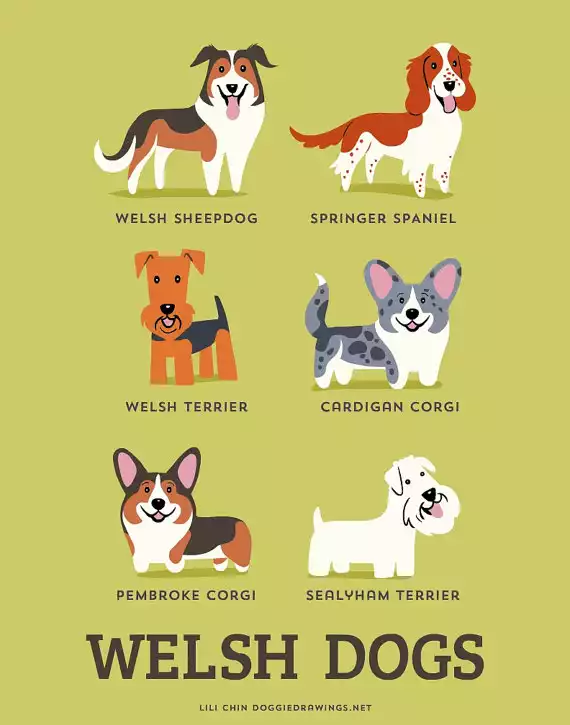 WELSH SHEEPDOG
SPRINGER SPANIEL
WELSH TERRIER
CARDIGAN CORGI
PEMBROKE CORGI
SEALYHAM TERRIER
WELSH DOGS
LILI CHIN DOGGIEDRAWINGS.NET